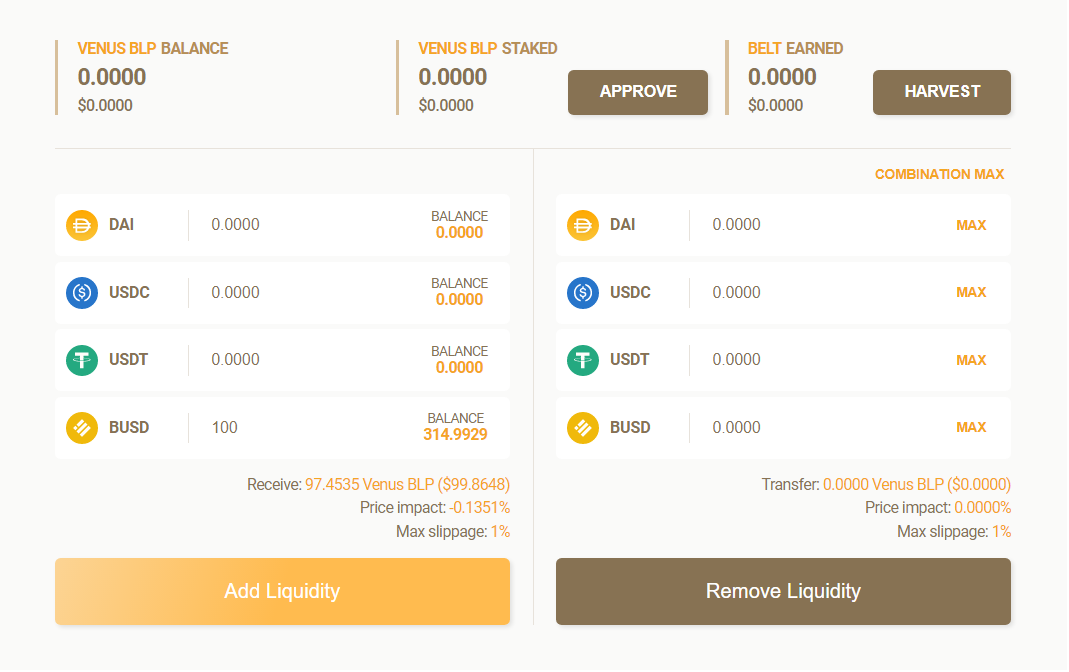 VENUS BLP BALANCE
0.0000
$0.0000
VENUS BLP STAKED
0.0000
$0.0000
APPROVE
BELT EARNED
0.0000
$0.0000
HARVEST
COMBINATION MAX
DAI 0.0000 BALANCE
0.0000
USDC 0.0000 BALANCE
0.0000
USDT 0.0000 BALANCE
0.0000
BUSD 100 BALANCE
314.9929
Receive: 97.4535 Venus BLP ($99.8648)
Price impact: -0.1351%
Max slippage: 1%
Add Liquidity
DAI 0.0000 MAX
USDC 0.0000 MAX
USDT 0.0000 MAX
BUSD 0.0000 MAX
Transfer: 0.0000 Venus BLP ($0.0000)
Price impact: 0.0000%
Max slippage: 1%
Remove Liquidity